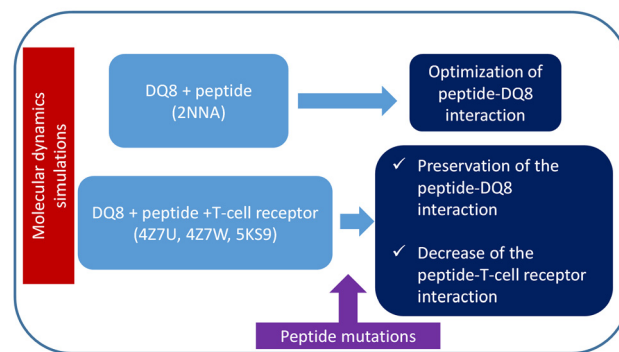 Molecular dynamics
simulations
DQ8 + peptide
(2NNA)
Optimization of
peptide-DQ8
interaction
DQ8 + peptide +T-cell receptor
(4Z7U, 4Z7W, 5KS9)
✓ Preservation of the
peptide-DQ8
interaction
✓ Decrease of the
peptide-T-cell receptor
interaction
Peptide mutations